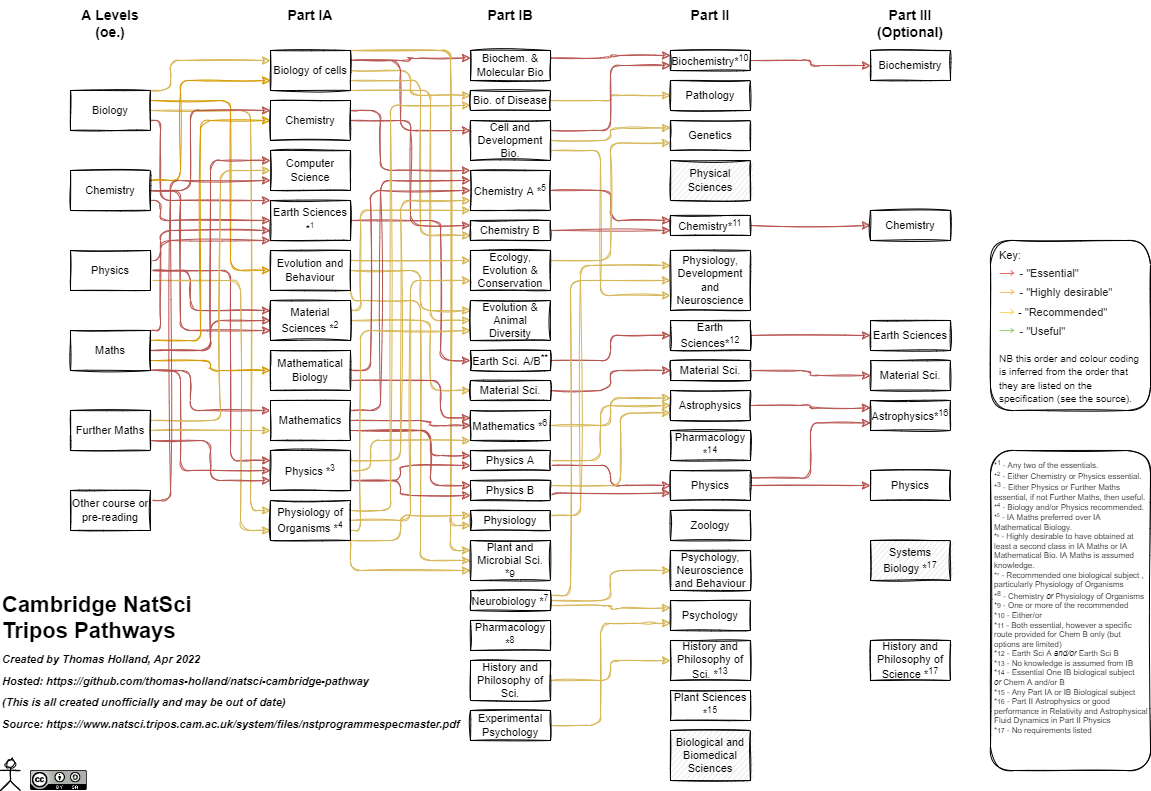 A Levels
(oe.)
Part IA
Part IB
Part II
Part III
(Optional)
Biology
Chemistry
Physics
Maths
Further Maths
Other course or
pre-reading
Biology of cells
Chemistry
Computer
Science
Earth Sciences
*1
Evolution and
Behaviour
Material
Sciences *2
Mathematical
Biology
Mathematics
Physics *3
Physiology of
Organisms *4
Biochem. &
Molecular Bio
Bio. of Disease
Cell and
Development
Bio.
Chemistry A *5
Chemistry B
Ecology,
Evolution &
Conservation
Evolution &
Animal
Diversity
Earth Sci. A/B**
Material Sci.
Mathematics *6
Physics A
Physics B
Physiology
Plant and
Microbial Sci.
*9
Neurobiology *7
Pharmacology
*8
History and
Philosophy of
Sci.
Experimental
Psychology
Biochemistry*10
Pathology
Genetics
Physical
Sciences
Chemistry*11
Physiology,
Development
and
Neuroscience
Earth
Sciences*12
Material Sci.
Astrophysics
Pharmacology
*14
Physics
Zoology
Psychology,
Neuroscience
and Behaviour
Psychology
History and
Philosophy of
Sci. *13
Plant Sciences
*15
Biological and
Biomedical
Sciences
Biochemistry
Chemistry
Earth Sciences
Material Sci.
Astrophysics*16
Physics
Systems
Biology *17
History and
Philosophy of
Science *17
Key:
- "Essential"
- "Highly desirable"
- "Recommended"
- "Useful"
NB this order and colour coding
is inferred from the order that
they are listed on the
specification (see the source).
*1 - Any two of the essentials.
*2 - Either Chemistry or Physics essential.
*3 - Either Physics or Further Maths
essential, if not Further Maths, then useful.
*4 - Biology and/or Physics recommended.
*5 - IA Maths preferred over IA
Mathematical Biology.
*6 - Highly desirable to have obtained at
least a second class in IA Maths or IA
Mathematical Bio. IA Maths is assumed
knowledge.
*7 - Recommended one biological subject ,
particularly Physiology of Organisms
*8 - Chemistry or Physiology of Organisms
*9 - One or more of the recommended
*10 - Either/or
*11 - Both essential, however a specific
route provided for Chem B only (but
options are limited)
*12 - Earth Sci A and/or Earth Sci B
*13 - No knowledge is assumed from IB
*14 - Essential One IB biological subject
or Chem A and/or B
*15 - Any Part IA or IB Biological subject
*16 - Part II Astrophysics or good
performance in Relativity and Astrophysical
Fluid Dynamics in Part II Physics
*17 - No requirements listed
Cambridge NatSci
Tripos Pathways
Created by Thomas Holland, Apr 2022
Hosted: https://github.com/thomas-holland/natsci-cambridge-pathway
(This is all created unofficially and may be out of date)
Source: https://www.natsci.tripos.cam.ac.uk/system/files/nstprogrammespecmaster.pdf
cc
BY SA